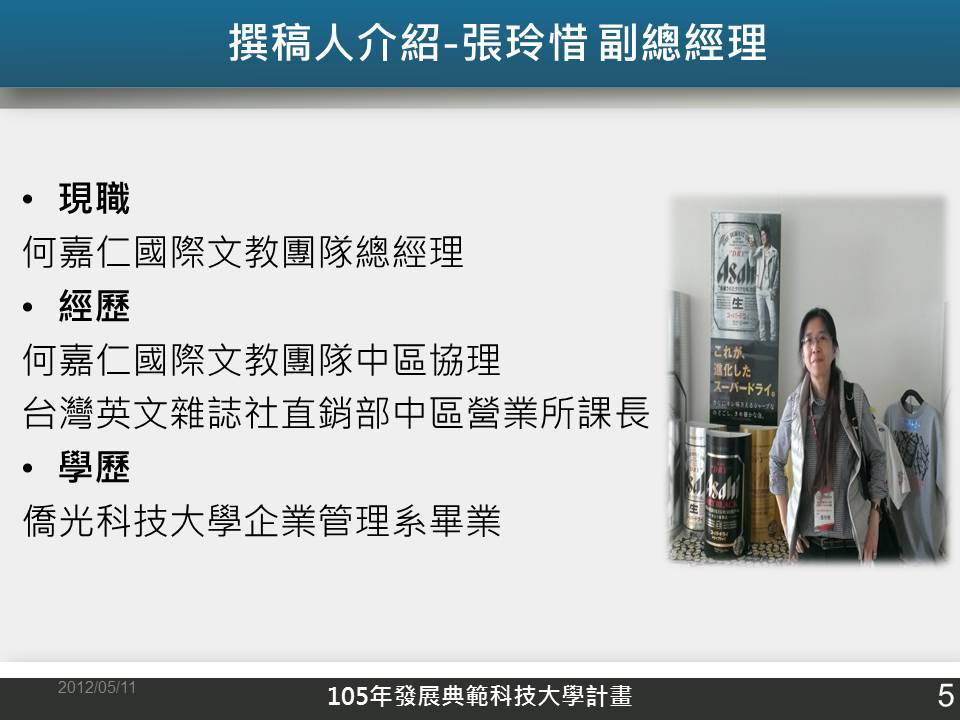 撰稿人介紹-張玲惜 副總經理
• 現職
何嘉仁國際文教團隊總經理
• 經歷
何嘉仁國際文教團隊中區協理
台灣英文雜誌社直銷部中區營業所課長
• 學歷
僑光科技大學企業管理系畢業
"DRY"
Asahi
生
これが、
進化した
スーパードライ。
Asahi
生
Asahi
2012/05/11
105年發展典範科技大學計畫
5